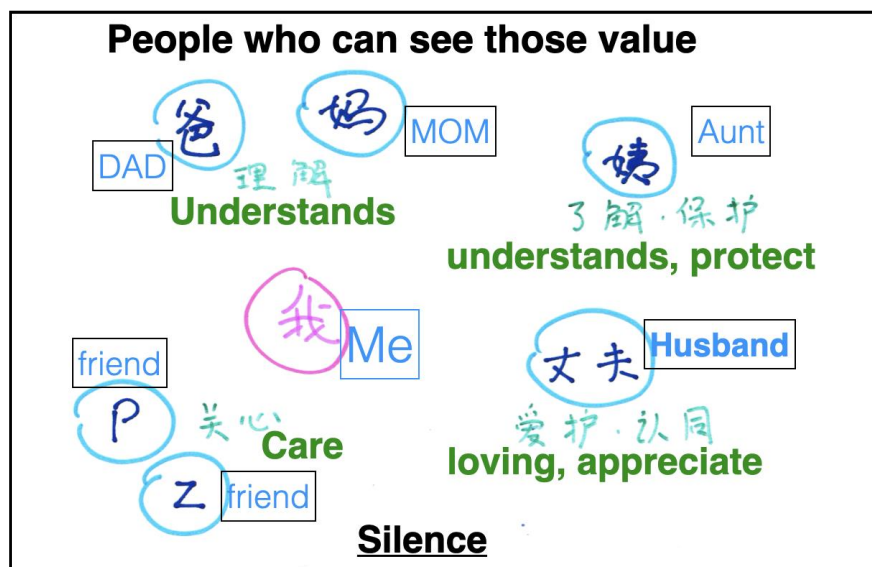 People who can see those value
爸
妈
DAD
MOM
姨
Aunt
理解
Understands
了解·保护
understands, protect
我
Me
丈夫
Husband
friend
P
关心
Care
爱护·认同
loving, appreciate
Z
friend
Silence